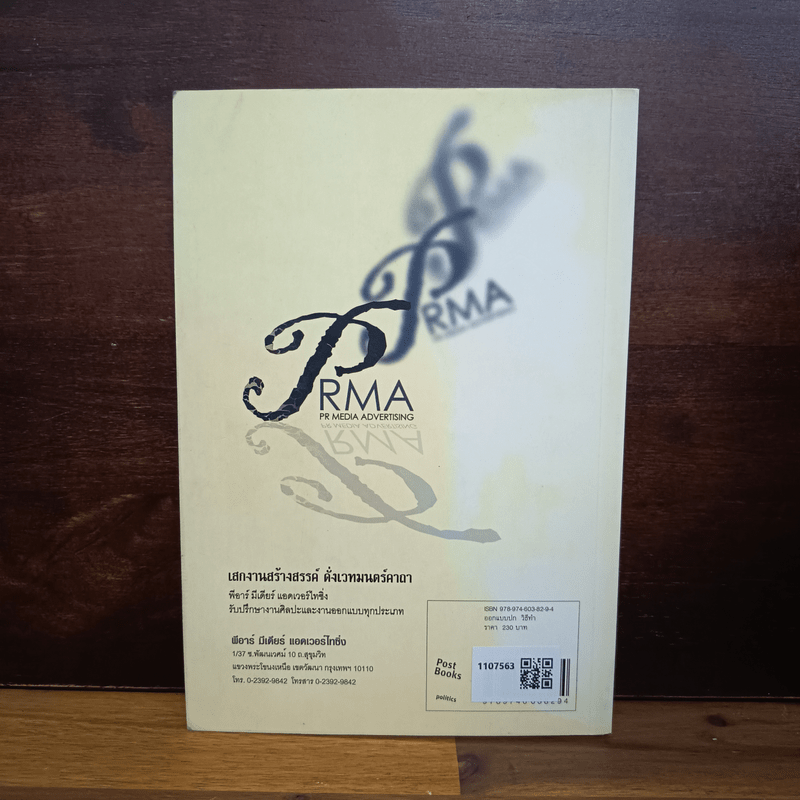 PRMA
PRMA
PR MEDIA ADVERTISING
เสกงานสร้างสรรค์ ดั่งเวทมนตร์คาถา
พีอาร์ มีเดียร์ แอดเวอร์ไทซิ่ง
รับปรึกษางานศิลปะและงานออกแบบทุกประเภท
พีอาร์ มีเดียร์ แอดเวอร์ไทซิ่ง
1/37 ซ.พัฒนเวศม์ 10 ถ.สุขุมวิท
แขวงพระโขนงเหนือ เขตวัฒนา กรุงเทพฯ 10110
โทร. 0-2392-9842 โทรสาร 0-2392-9842
ISBN 978-974-603-82-9-4
ออกแบบปก วิธีทำ
ราคา 230 บาท
Post
Books
politics
1107563